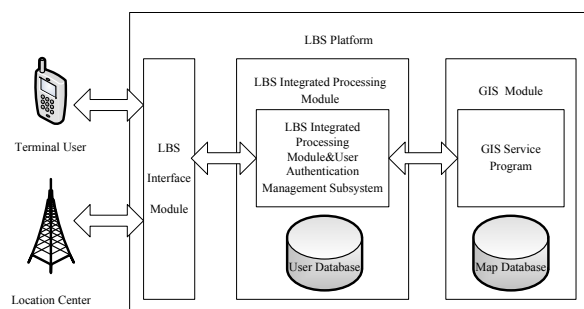 LBS Platform
Terminal User
Location Center
LBS
Interface
Module
LBS Integrated Processing
Module
LBS Integrated
Processing
Module&User
Authentication
Management Subsystem
User Database
GIS Module
GIS Service
Program
Map Database